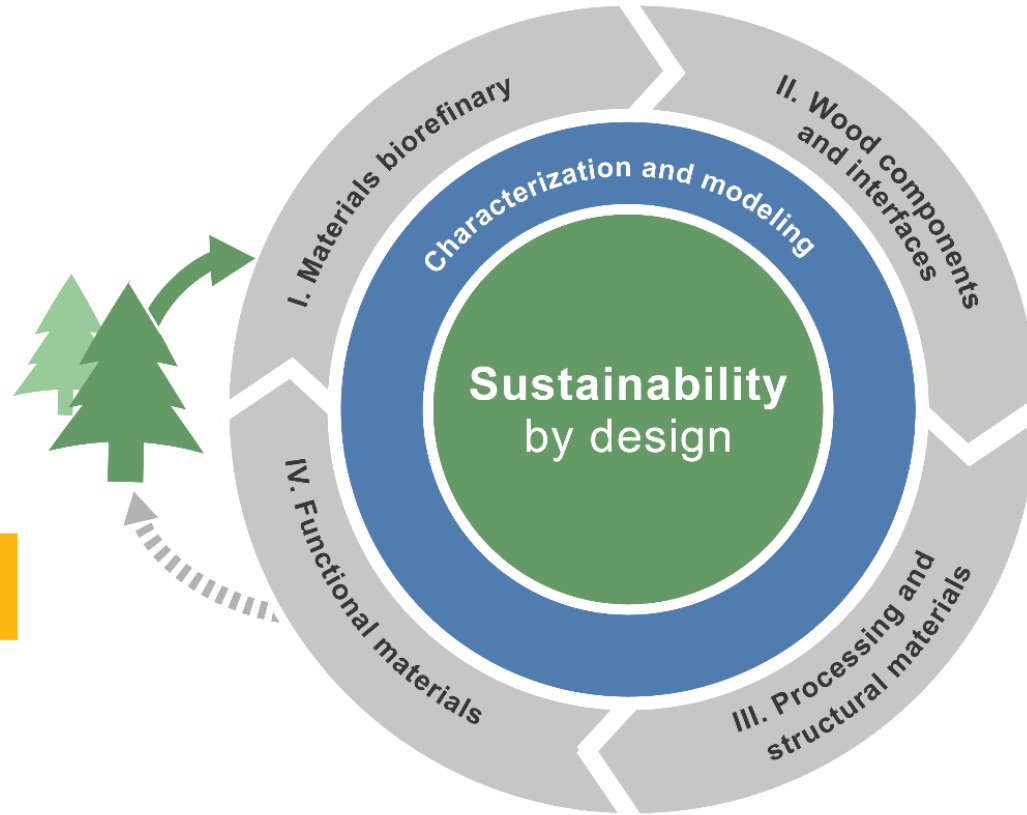 I. Materials biorefinary
II. Wood components
and interfaces
Characterization and modeling
Sustainability
by design
III. Processing and
structural materials
IV. Functional materials